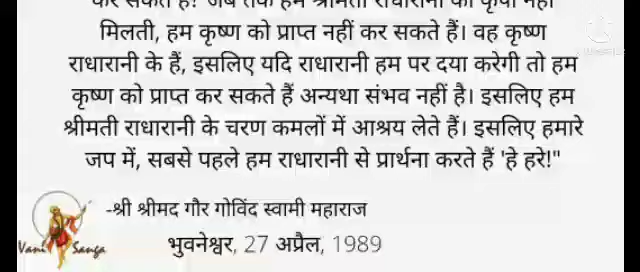 मिलती, हम कृष्ण को प्राप्त नहीं कर सकते हैं। वह कृष्ण
राधारानी के हैं, इसलिए यदि राधारानी हम पर दया करेगी तो हम
कृष्ण को प्राप्त कर सकते हैं अन्यथा संभव नहीं है। इसलिए हम
श्रीमती राधारानी के चरण कमलों में आश्रय लेते हैं। इसलिए हमारे
जप में, सबसे पहले हम राधारानी से प्रार्थना करते हैं 'हे हरे!"
-श्री श्रीमद गौर गोविंद स्वामी महाराज
Vani Sanga
भुवनेश्वर, 27 अप्रैल, 1989